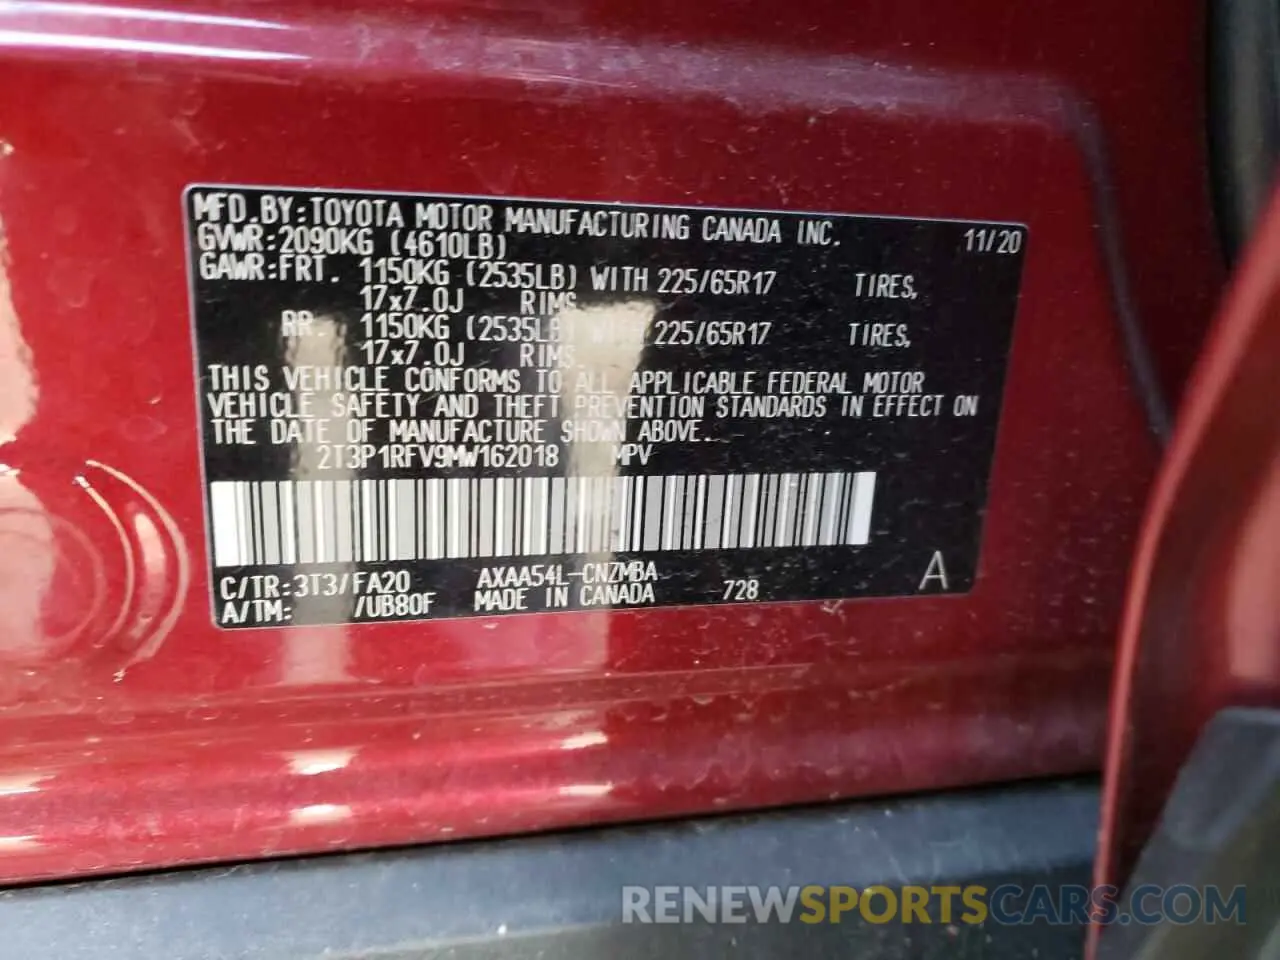 MFD.BY:TOYOTA MOTOR MANUFACTURING CANADA INC. 11/20
GVWR:2090KG (4610LB)
GAWR:FRT. 1150KG (2535LB) WITH 225/65R17 TIRES,
17x7.0J RIMS
RR. 1150KG (2535LB) WITH 225/65R17 TIRES,
17x7.0J RIMS.
THIS VEHICLE CONFORMS TO ALL APPLICABLE FEDERAL MOTOR
VEHICLE SAFETY AND THEFT PREVENTION STANDARDS IN EFFECT ON
THE DATE OF MANUFACTURE SHOWN ABOVE.
2T3P1RFV9MW162018 MPV
C/TR:3T3/FA20 AXAA54L-CNZMBA
A/TM: /UB80F MADE IN CANADA 728 A
RENEWSPORTSCARS.COM